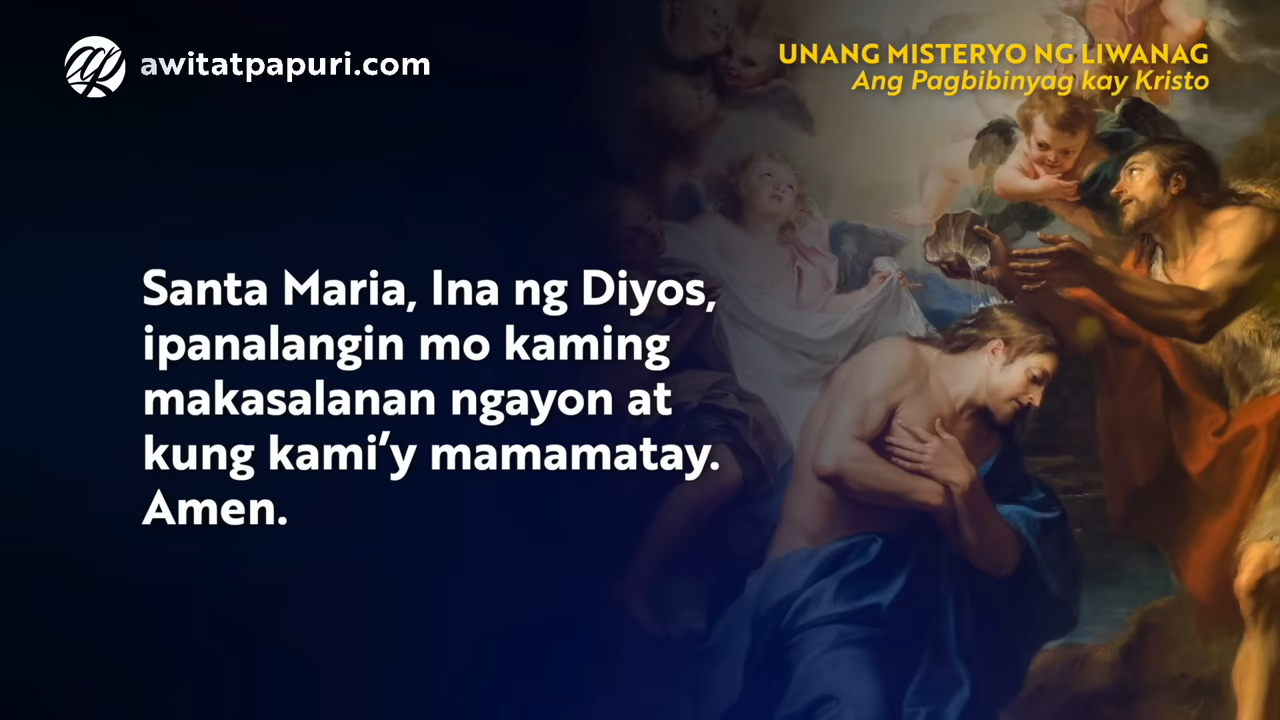 awitatpapuri.com
UNANG MISTERYO NG LIWANAG
Ang Pagbibinyag kay Kristo
Santa Maria, Ina ng Diyos,
ipanalangin mo kaming
makasalanan ngayon at
kung kami’y mamamatay.
Amen.